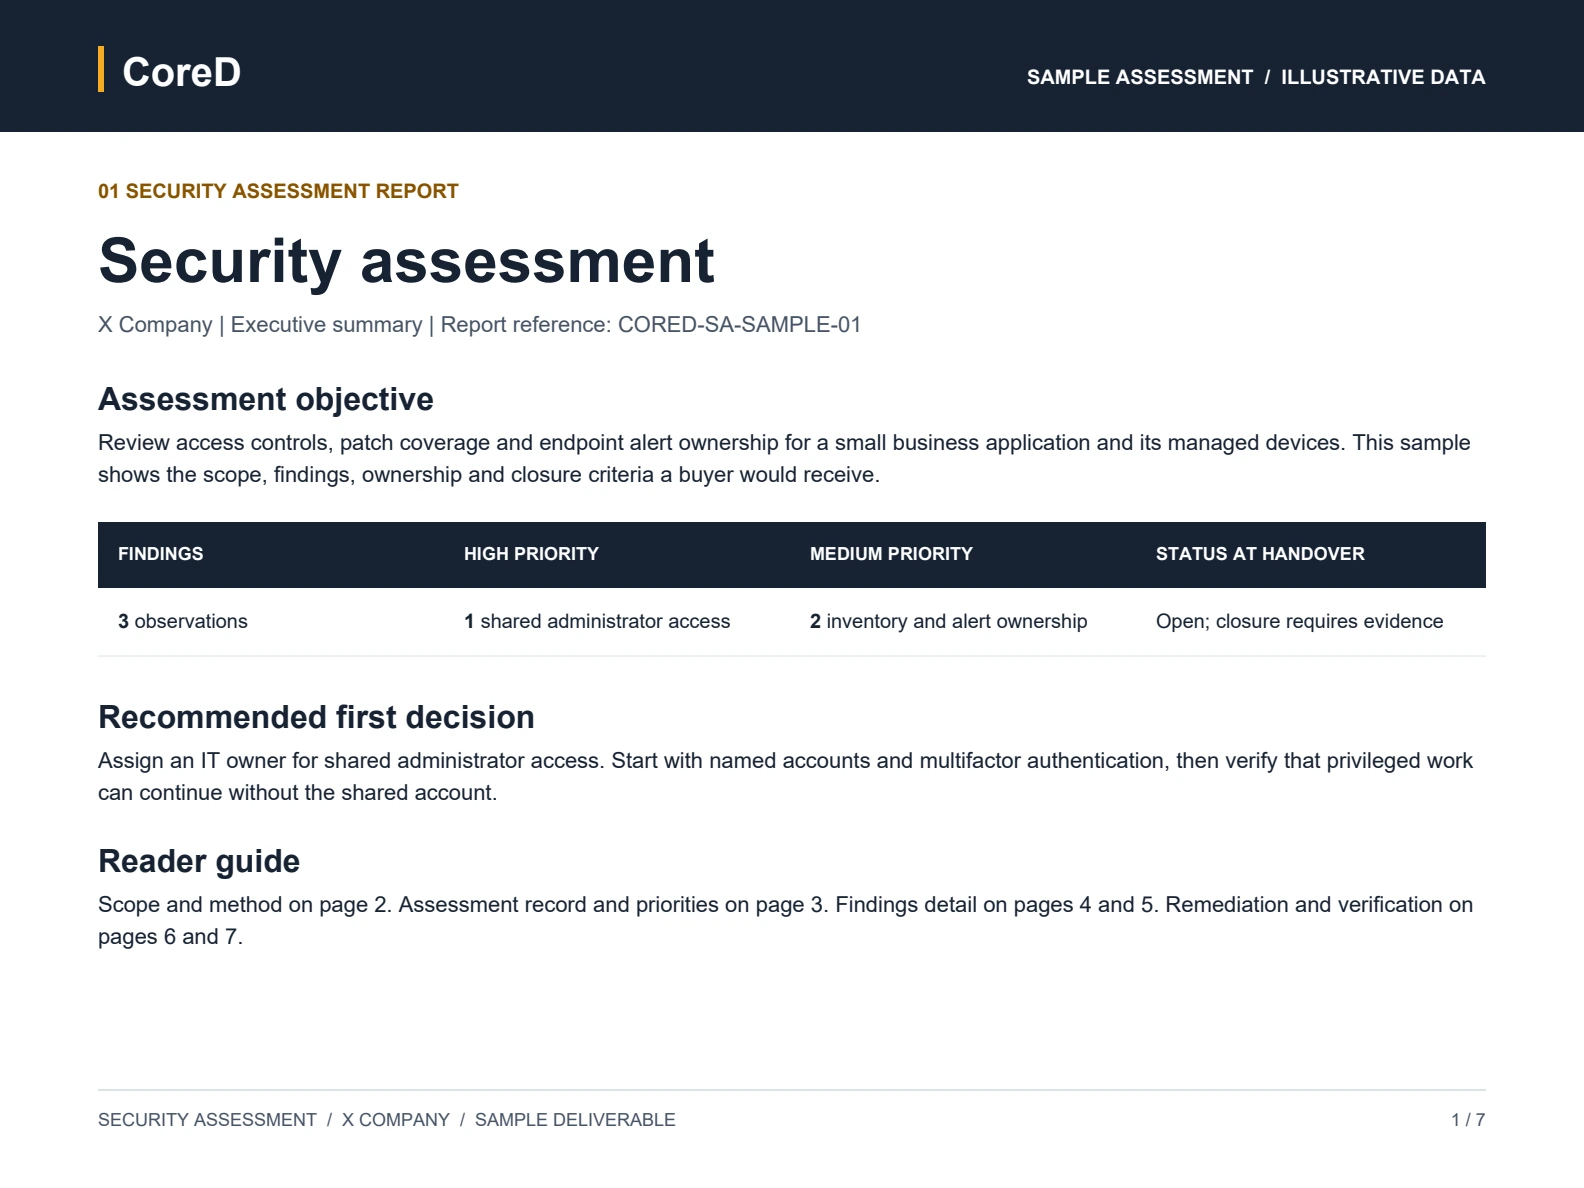 CoreD
SAMPLE ASSESSMENT / ILLUSTRATIVE DATA
01 SECURITY ASSESSMENT REPORT
Security assessment
X Company | Executive summary | Report reference: CORED-SA-SAMPLE-01
Assessment objective
Review access controls, patch coverage and endpoint alert ownership for a small business application and its managed devices. This sample
shows the scope, findings, ownership and closure criteria a buyer would receive.
FINDINGS HIGH PRIORITY MEDIUM PRIORITY STATUS AT HANDOVER
3 observations 1 shared administrator access 2 inventory and alert ownership Open; closure requires evidence
Recommended first decision
Assign an IT owner for shared administrator access. Start with named accounts and multifactor authentication, then verify that privileged work
can continue without the shared account.
Reader guide
Scope and method on page 2. Assessment record and priorities on page 3. Findings detail on pages 4 and 5. Remediation and verification on
pages 6 and 7.
SECURITY ASSESSMENT / X COMPANY / SAMPLE DELIVERABLE
1 / 7